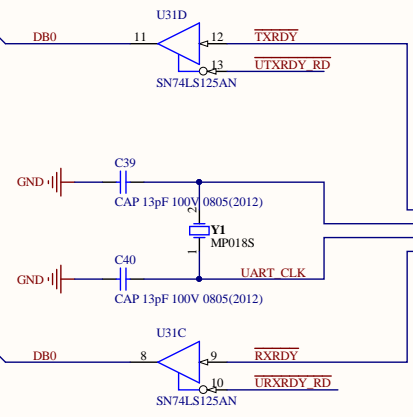 U31D
DB0 11 12 TXRDY
13 UTXRDY_RD
SN74LS125AN
C39
GND
CAP 13pF 100V 0805(2012)
2
Y1
MP018S
1
C40
GND UART_CLK
CAP 13pF 100V 0805(2012)
U31C
DB0 8 9 RXRDY
10 URXRDY_RD
SN74LS125AN